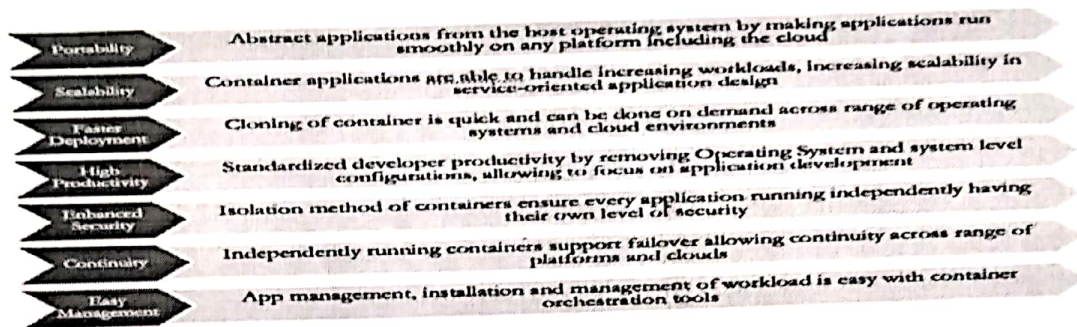 Portability
Abstract applications from the host operating system by making applications run
smoothly on any platform including the cloud
Scalability
Container applications are able to handle increasing workloads, increasing scalability in
service-oriented application design
Faster
Deployment
Cloning of container is quick and can be done on demand across range of operating
systems and cloud environments
High
Productivity
Standardized developer productivity by removing Operating System and system level
configurations, allowing to focus on application development
Enhanced
Security
Isolation method of containers ensure every application running independently having
their own level of security
Continuity
Independently running containers support failover allowing continuity across range of
platforms and clouds
Easy
Management
App management, installation and management of workload is easy with container
orchestration tools